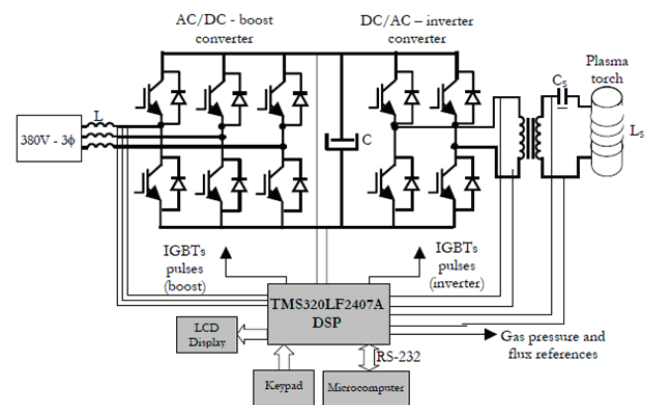 AC/DC - boost
converter
DC/AC – inverter
converter
Plasma
torch
Cs
L
380V - 3ϕ
C
Ls
IGBTs
pulses
(boost)
IGBTs
pulses
(inverter)
TMS320LF2407A
DSP
LCD
Display
Gas pressure and
flux references
RS-232
Keypad
Microcomputer